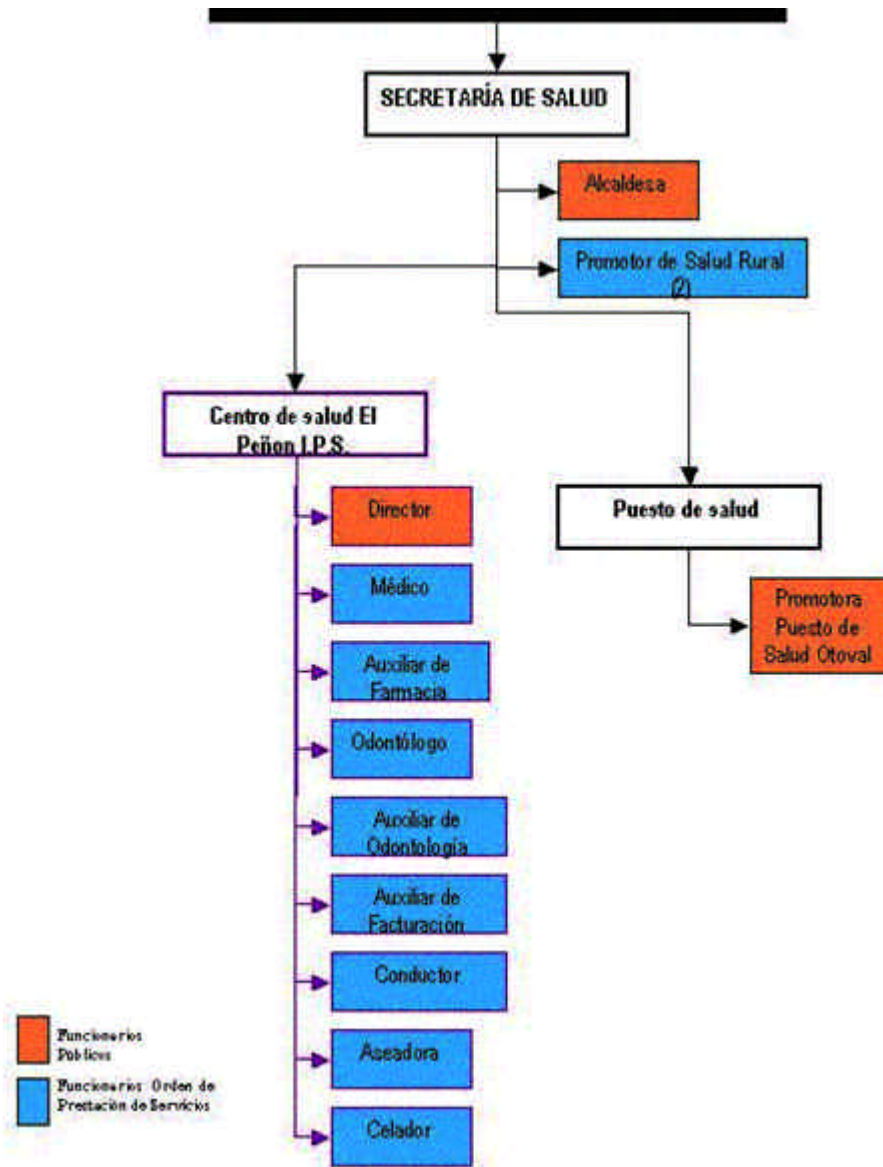 SECRETARÍA DE SALUD
Alcaldesa
Promotor de Salud Rural
(2)
Centro de salud El
Peñon I.P.S.
Puesto de salud
Director
Promotora
Puesto de
Salud Otoval
Médico
Auxiliar de
Farmacia
Odontólogo
Auxiliar de
Odontología
Auxiliar de
Facturación
Conductor
Aseadora
Celador
Funcionarios
Públicos
Funcionarios Orden de
Prestación de Servicios